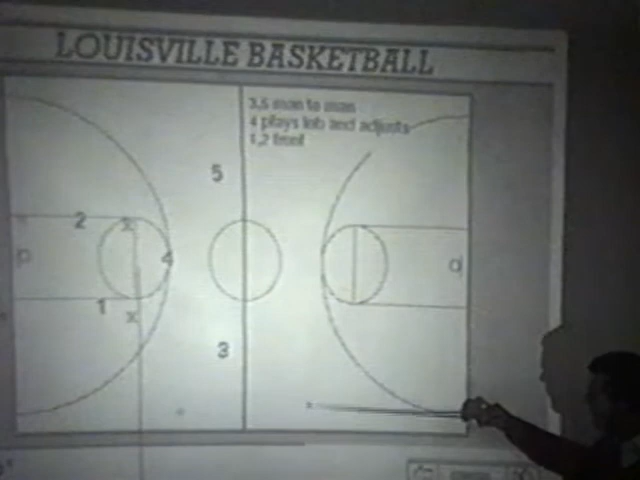 LOUISVILLE BASKETBALL
3,5 man to man
4 plays lob and adjusts
1,2 front
5
2
X
4
1
X
3